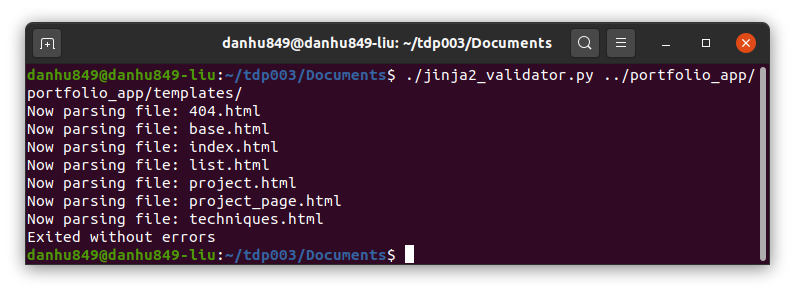 danhu849@danhu849-liu: ~/tdp003/Documents
danhu849@danhu849-liu:~/tdp003/Documents$ ./jinja2_validator.py ../portfolio_app/
portfolio_app/templates/
Now parsing file: 404.html
Now parsing file: base.html
Now parsing file: index.html
Now parsing file: list.html
Now parsing file: project.html
Now parsing file: project_page.html
Now parsing file: techniques.html
Exited without errors
danhu849@danhu849-liu:~/tdp003/Documents$